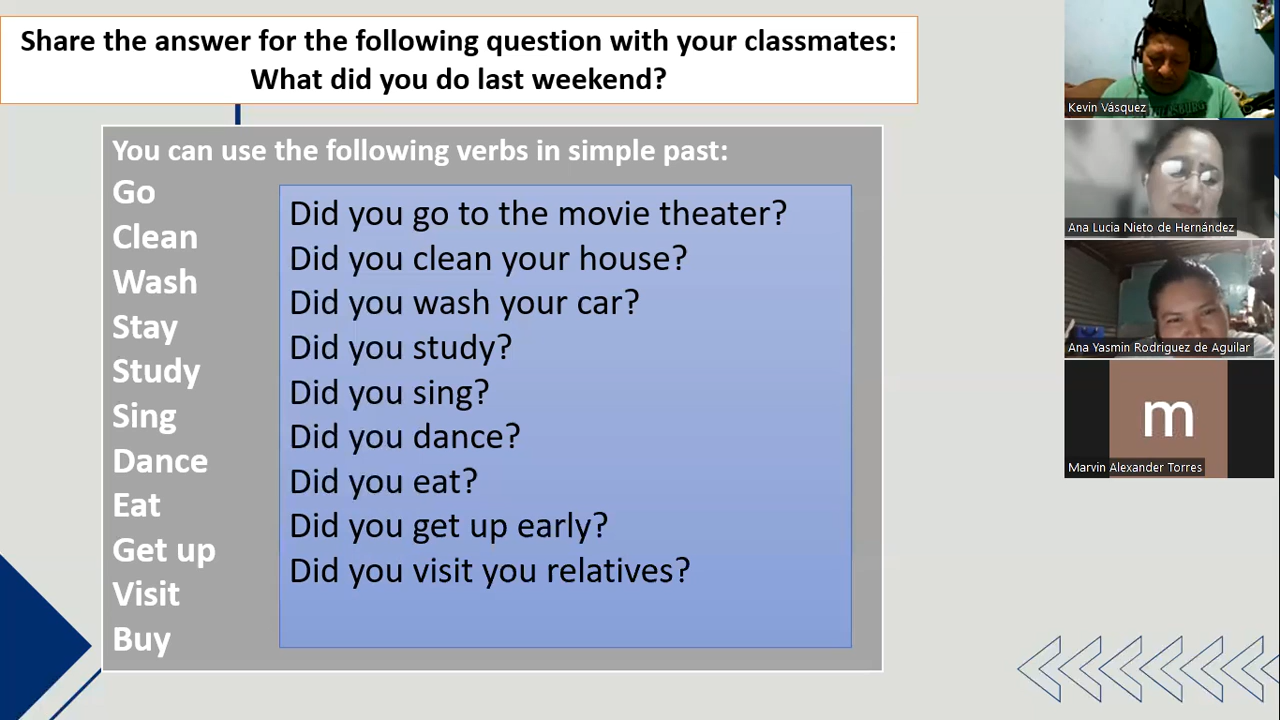 Share the answer for the following question with your classmates:
What did you do last weekend?
You can use the following verbs in simple past:
Go
Clean
Wash
Stay
Study
Sing
Dance
Eat
Get up
Visit
Buy
Did you go to the movie theater?
Did you clean your house?
Did you wash your car?
Did you study?
Did you sing?
Did you dance?
Did you eat?
Did you get up early?
Did you visit you relatives?
Kevin Vásquez
Ana Lucia Nieto de Hernández
Ana Yasmin Rodriguez de Aguilar
m
Marvin Alexander Torres